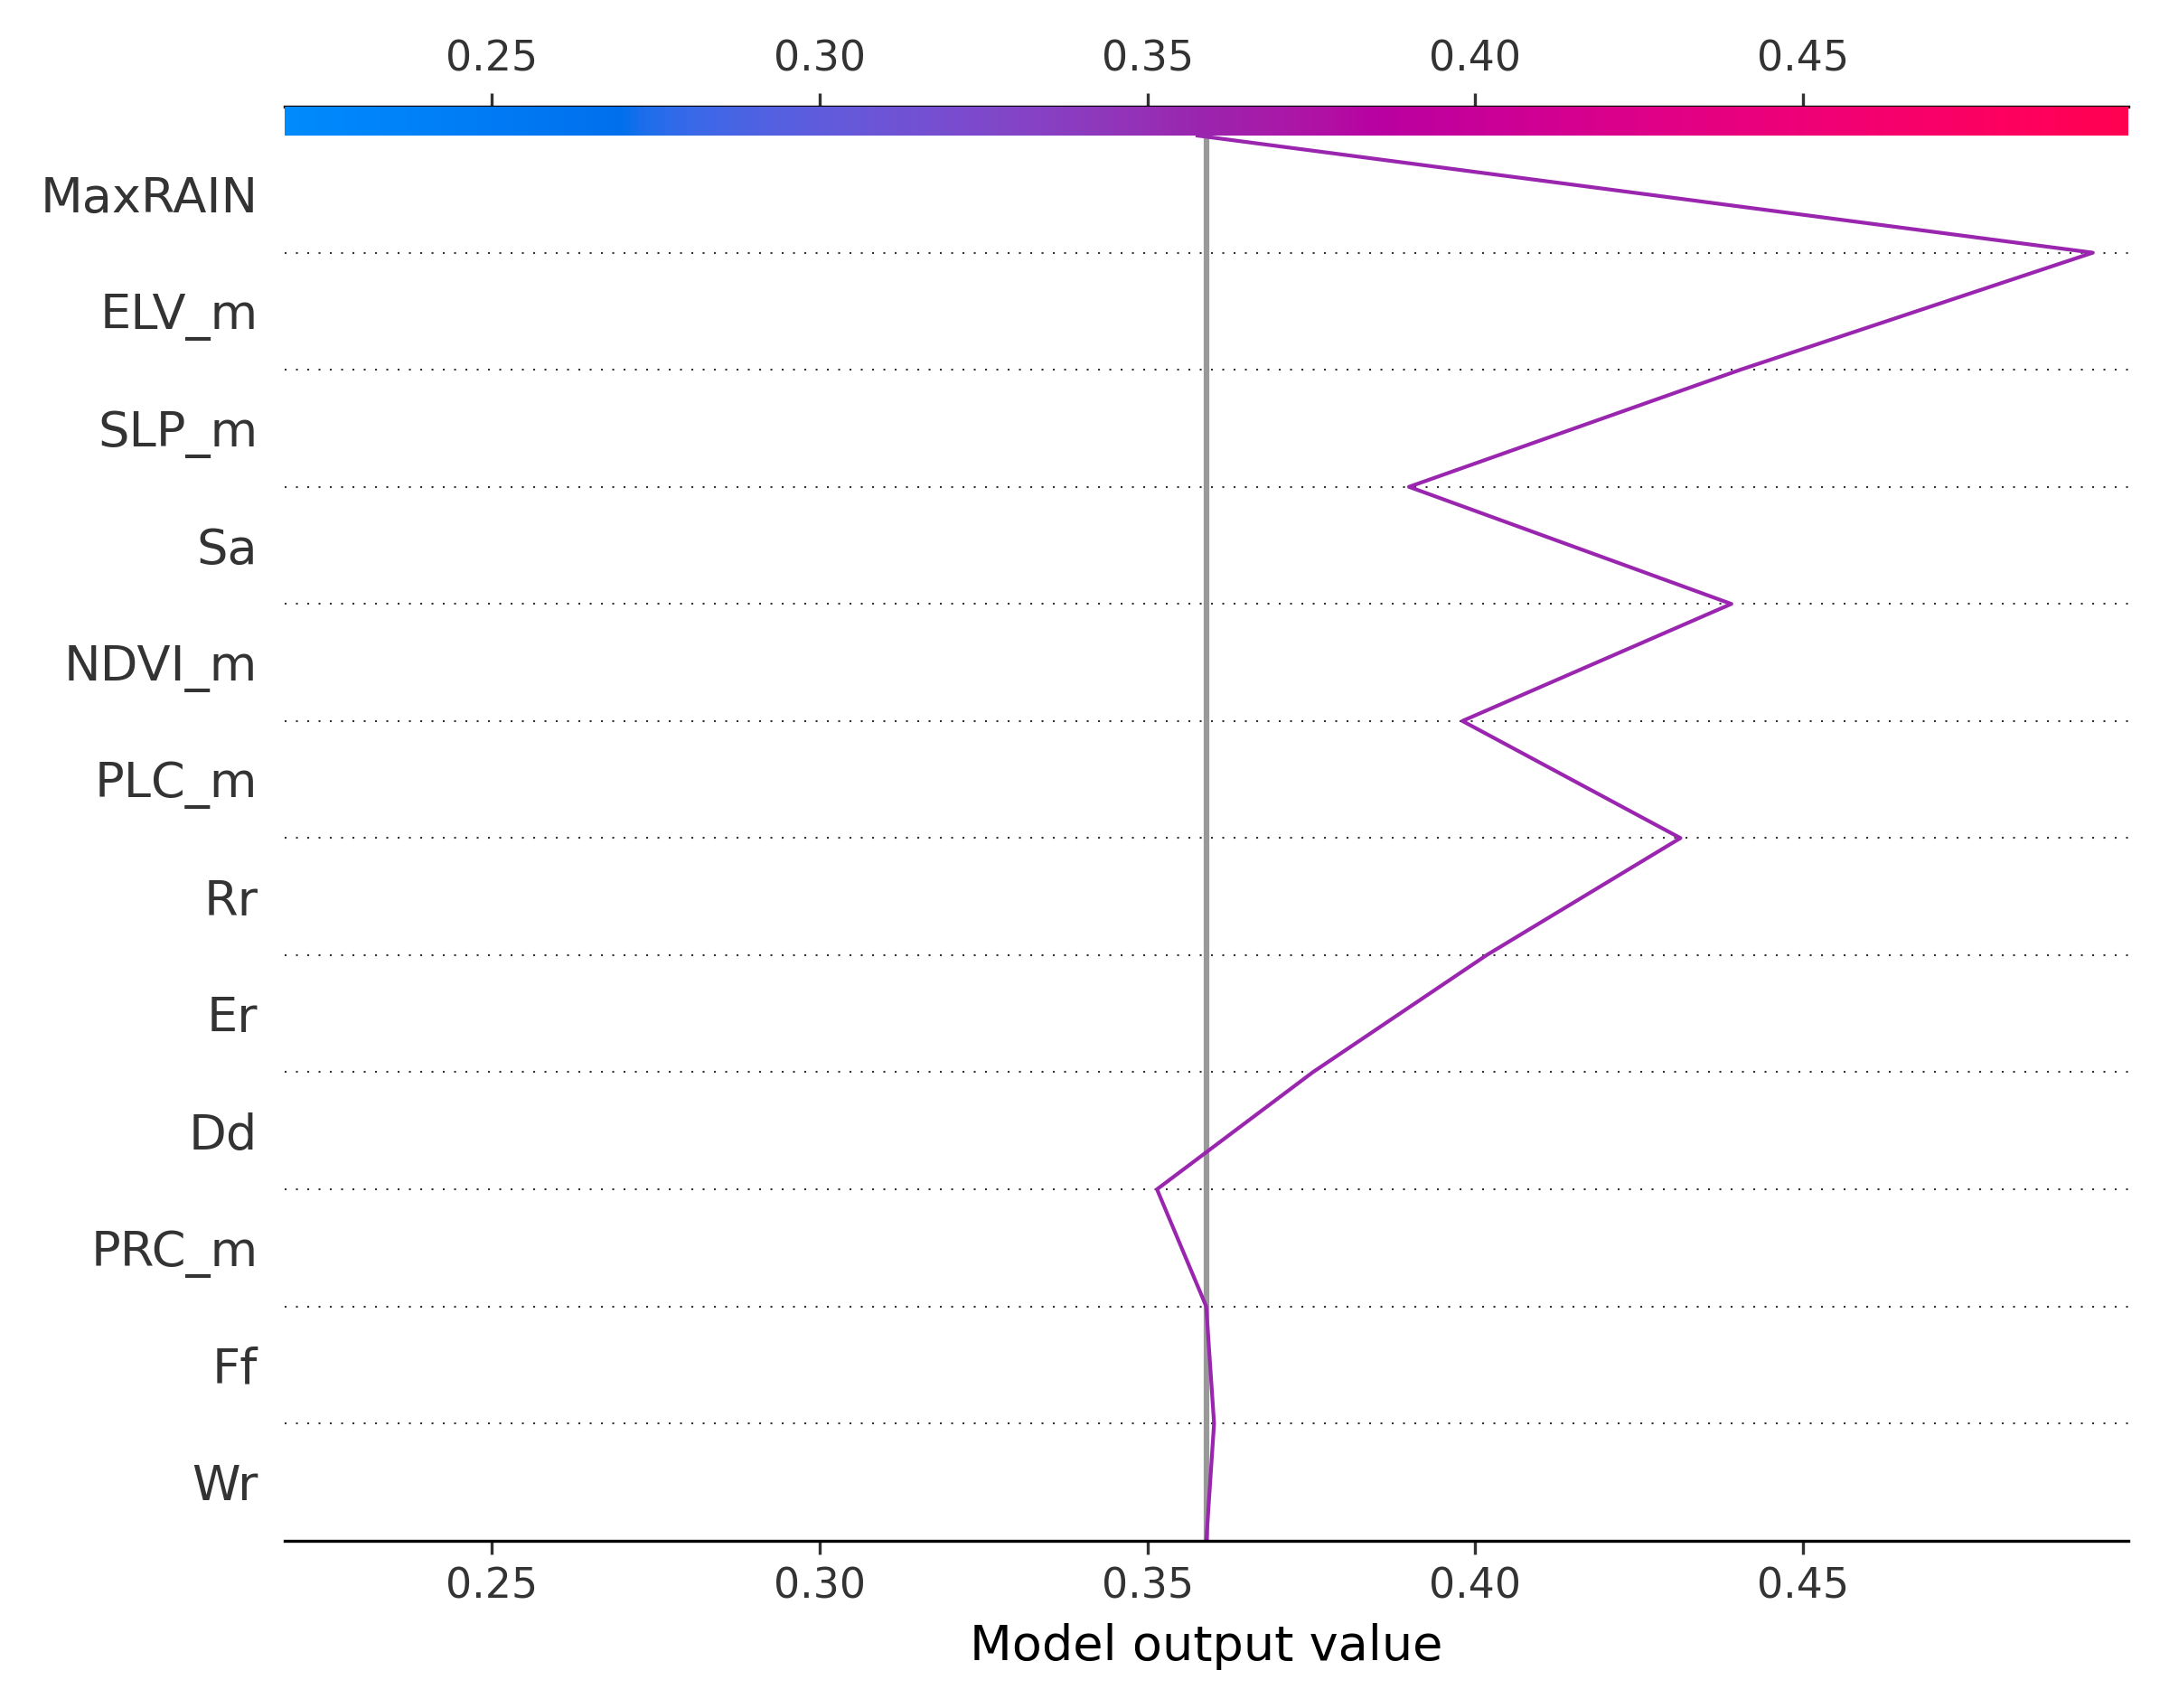 0.25 0.30 0.35 0.40 0.45
MaxRAIN
ELV_m
SLP_m
Sa
NDVI_m
PLC_m
Rr
Er
Dd
PRC_m
Ff
Wr
0.25 0.30 0.35 0.40 0.45
Model output value